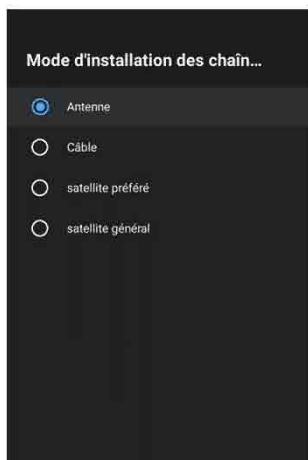 Mode d'installation des chaîn...
Antenne
Câble
satellite préféré
satellite général